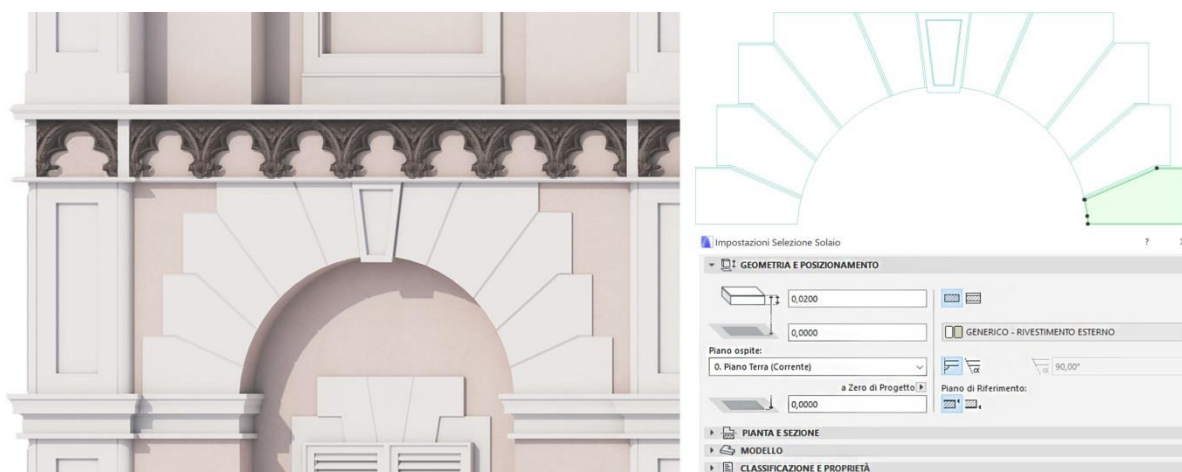 Impostazioni Selezione Solaio
?
GEOMETRIA E POSIZIONAMENTO
0,0200
0,0000
GENERICO - RIVESTIMENTO ESTERNO
Piano ospite:
0. Piano Terra (Corrente)
α
α
90,00°
a Zero di Progetto
Piano di Riferimento:
0,0000
PIANTA E SEZIONE
MODELLO
CLASSIFICAZIONE E PROPRIETÀ